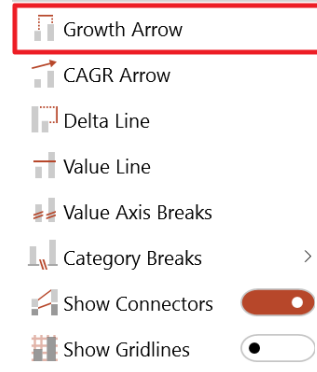 Growth Arrow
CAGR Arrow
Delta Line
Value Line
Value Axis Breaks
Category Breaks
Show Connectors
Show Gridlines